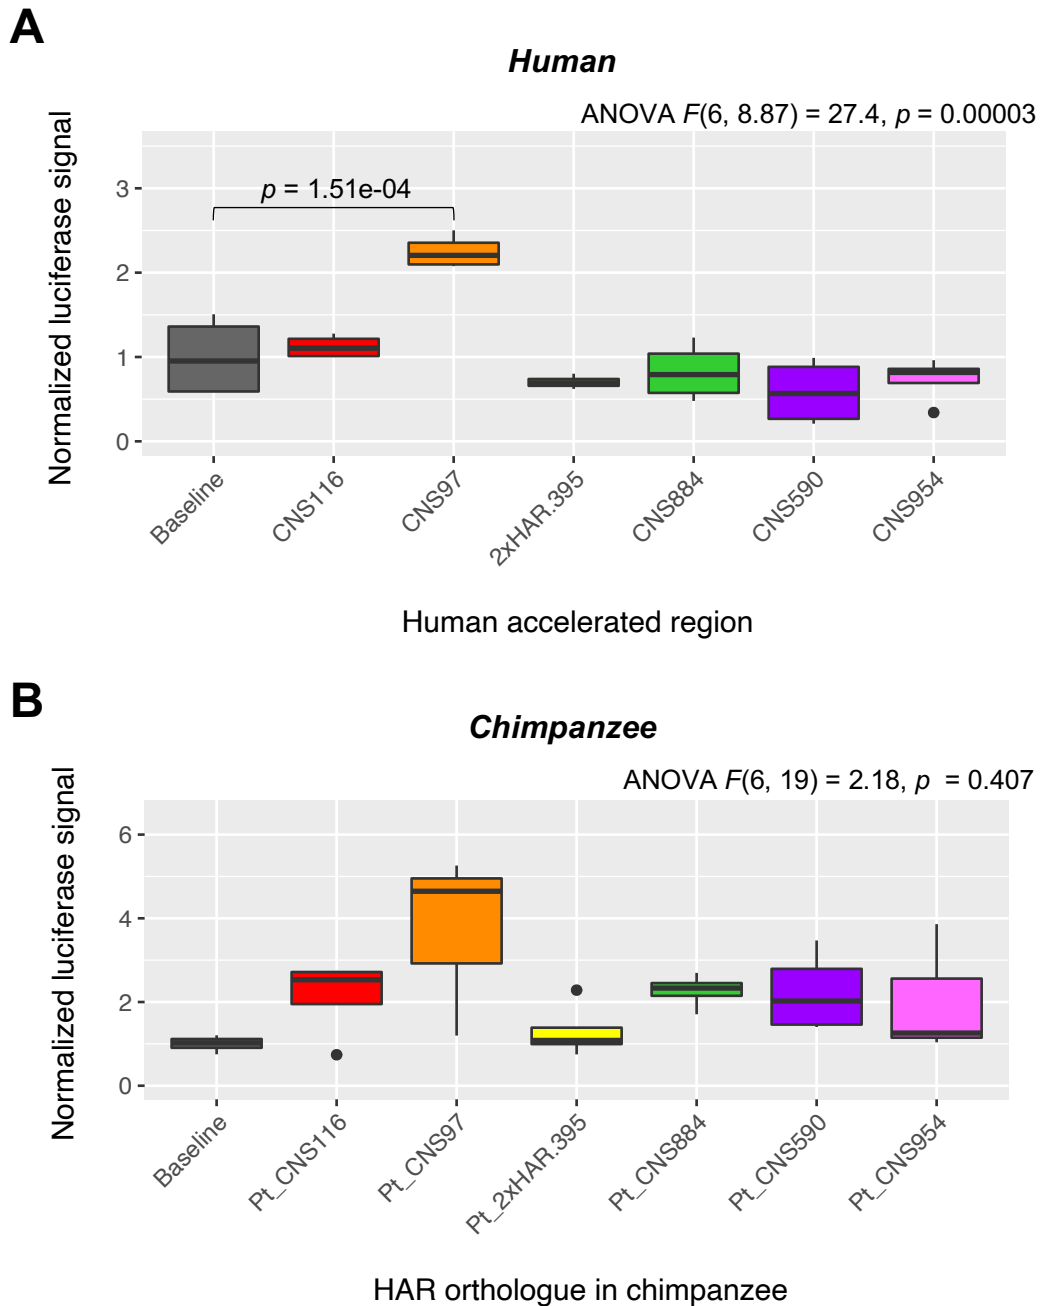 A
Human
ANOVA F(6, 8.87) = 27.4, p = 0.00003
Normalized luciferase signal
3
2
1
0
p = 1.51e-04
Baseline
CNS116
CNS97
2xHAR.395
CNS884
CNS590
CNS954
Human accelerated region
B
Chimpanzee
ANOVA F(6, 19) = 2.18, p = 0.407
Normalized luciferase signal
6
4
2
0
Baseline
Pt_CNS116
Pt_CNS97
Pt_2xHAR.395
Pt_CNS884
Pt_CNS590
Pt_CNS954
HAR orthologue in chimpanzee